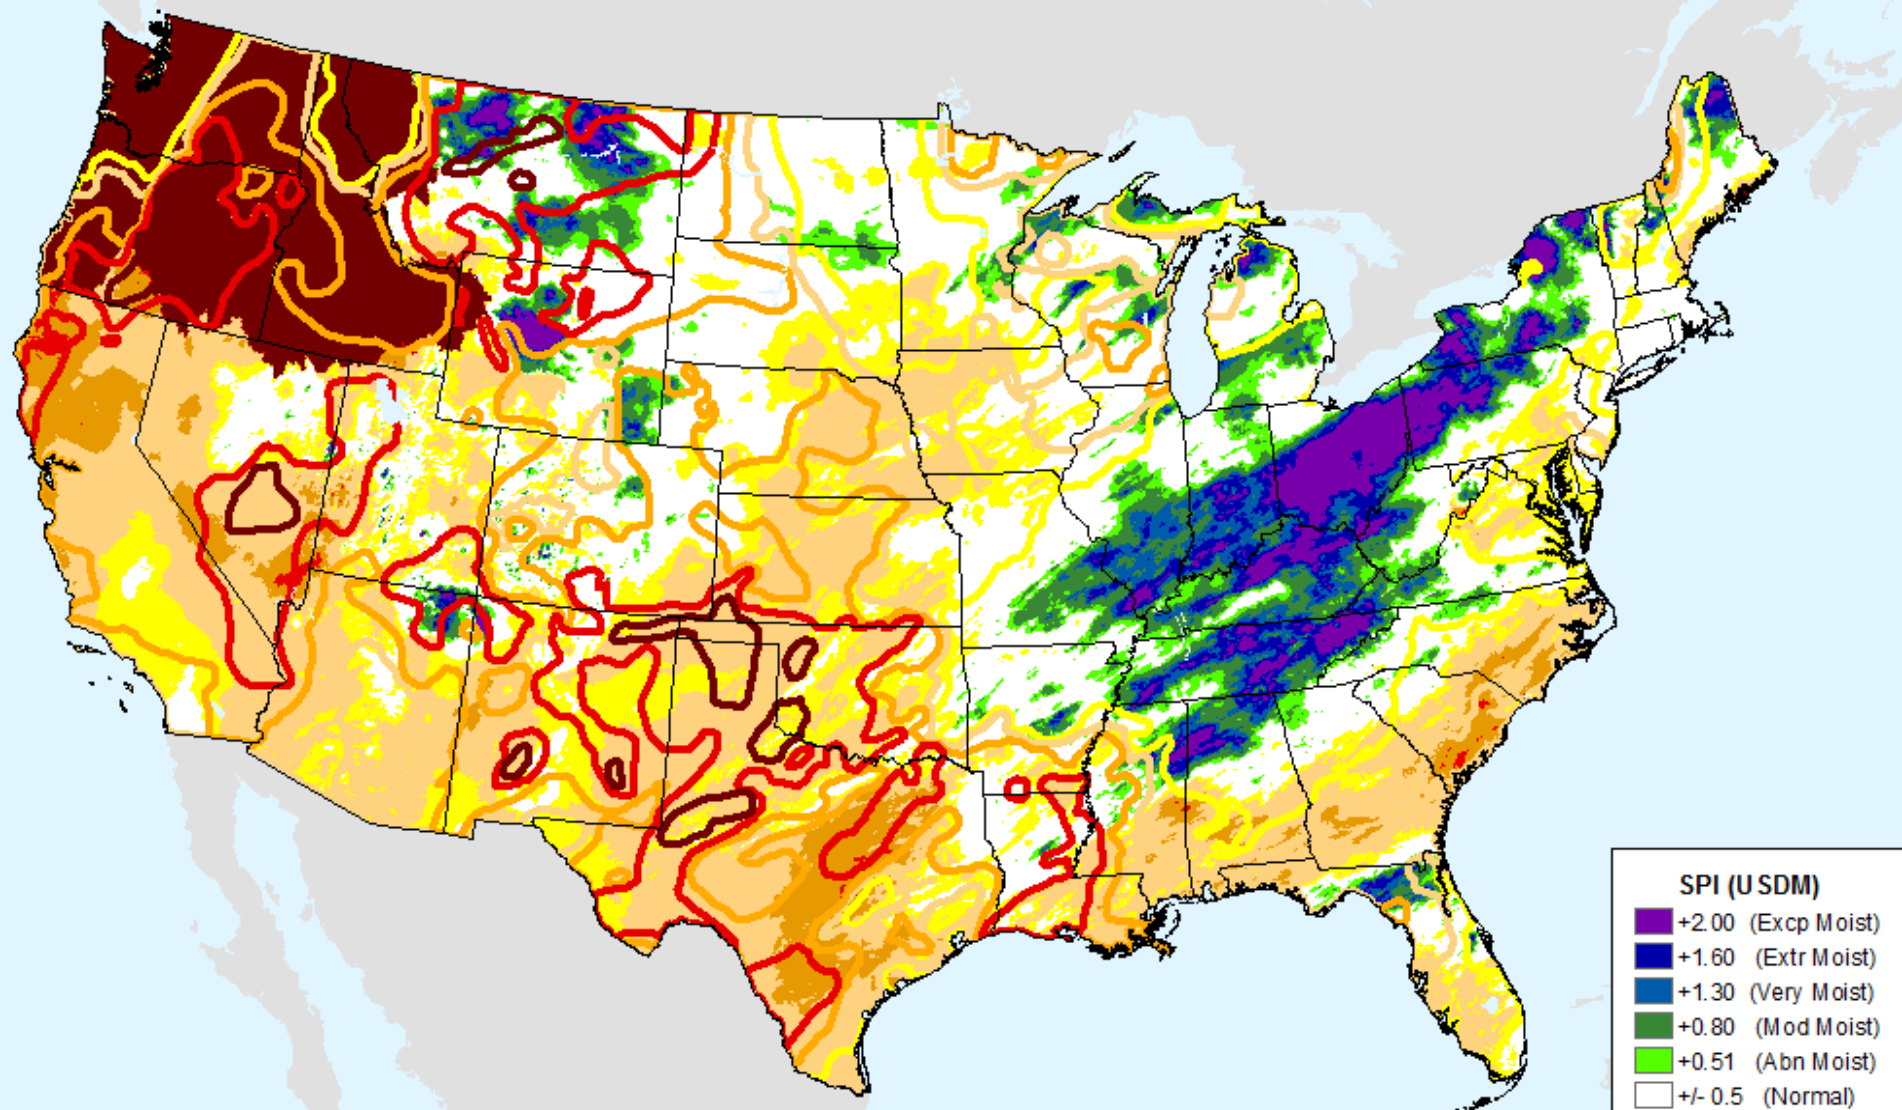 SPI (USDM)
+2.00 (Excp Moist)
+1.60 (Extr Moist)
+1.30 (Very Moist)
+0.80 (Mod Moist)
+0.51 (Abn Moist)
+/- 0.5 (Normal)